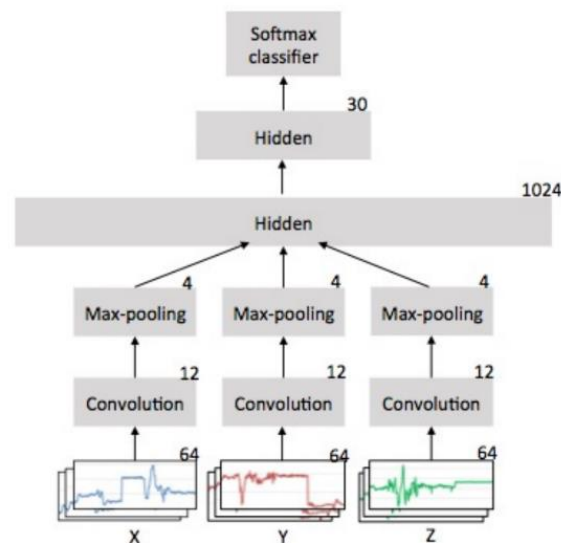 Softmax
classifier
30
Hidden
1024
Hidden
4 4 4
Max-pooling Max-pooling Max-pooling
12 12 12
Convolution Convolution Convolution
64 64 64
X Y Z